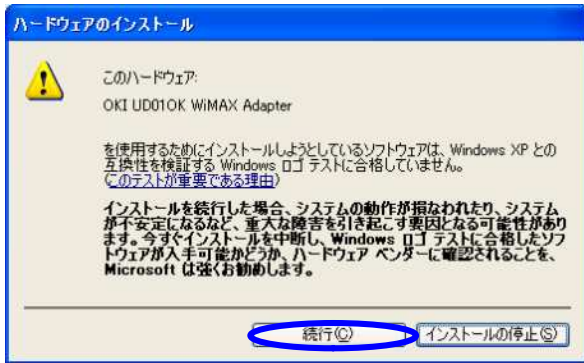 ハードウェアのインストール
このハードウェア:
OKI UD01OK WiMAX Adapter
を使用するためにインストールしようとしているソフトウェアは、Windows XP との
互換性を検証する Windows ロゴ テストに合格していません。
(このテストが重要である理由)
インストールを続行した場合、システムの動作が損なわれたり、システム
が不安定になるなど、重大な障害を引き起こす要因となる可能性があり
ます。今すぐインストールを中断し、Windows ロゴ テストに合格したソフ
トウェアが入手可能かどうか、ハードウェア ベンダーに確認されることを、
Microsoft は強くお勧めします。
続行(C)
インストールの停止(S)